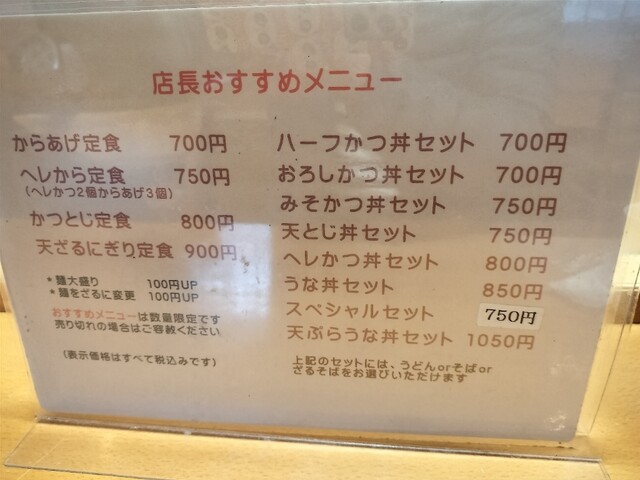 店長おすすめメニュー
からあげ定食 700円
ヘレから定食 750円
(ヘレかつ2個からあげ3個)
かつとじ定食 800円
天ざるにぎり定食 900円
* 麺大盛り 100円UP
* 麺をざるに変更 100円UP
おすすめメニューは数量限定です
売り切れの場合はご容赦ください
(表示価格はすべて税込みです)
ハーフかつ丼セット 700円
おろしかつ丼セット 700円
みそかつ丼セット 750円
天とじ丼セット 750円
ヘレかつ丼セット 800円
うな丼セット 850円
スペシャルセット 750円
天ぷらうな丼セット 1050円
上記のセットには、うどんorそばor
ざるそばをお選びいただけます